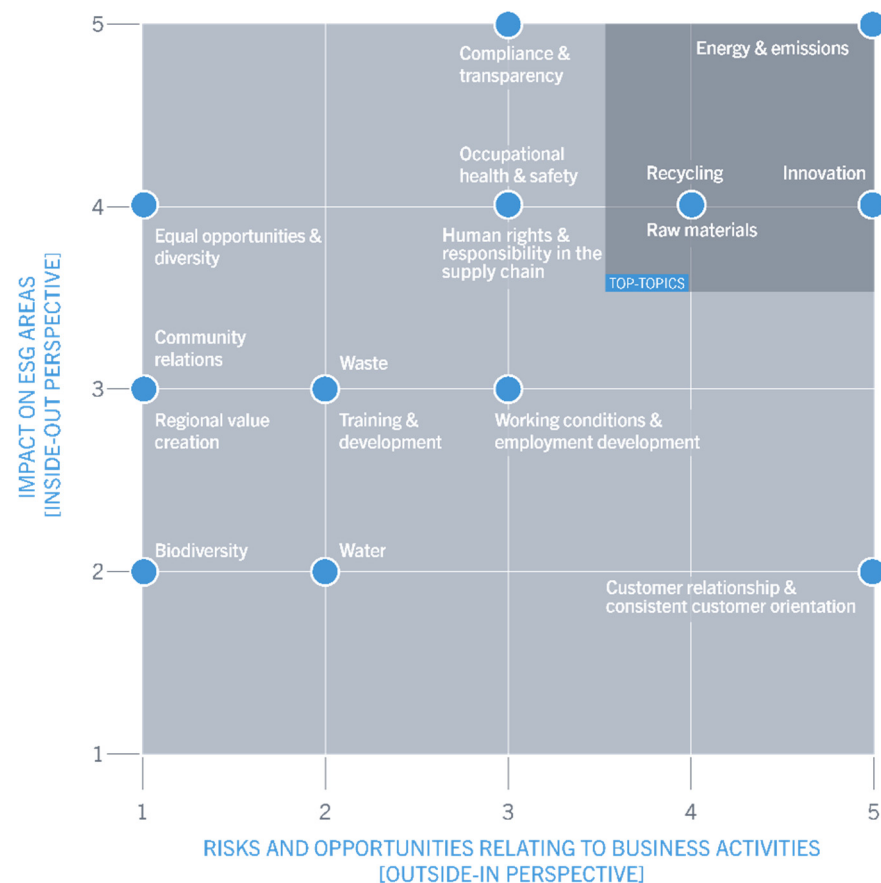 5
Compliance &
transparency
Energy & emissions
Occupational
health & safety
Recycling
Innovation
4
Equal opportunities &
diversity
Human rights &
responsibility in the
supply chain
Raw materials
TOP-TOPICS
IMPACT ON ESG AREAS
[INSIDE-OUT PERSPECTIVE]
Community
relations
Waste
3
Regional value
creation
Training &
development
Working conditions &
employment development
Biodiversity
Water
2
Customer relationship &
consistent customer orientation
1
1
2
3
4
5
RISKS AND OPPORTUNITIES RELATING TO BUSINESS ACTIVITIES
[OUTSIDE-IN PERSPECTIVE]